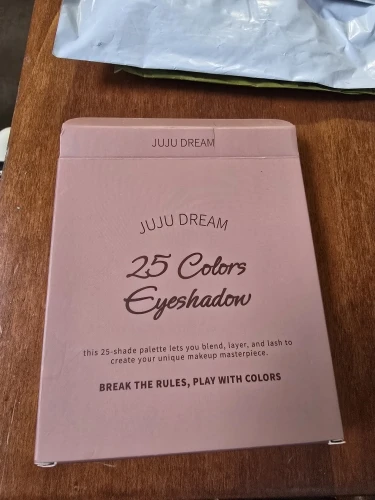 JUJU DREAM
JUJU DREAM
25 Colors
Eyeshadow
this 25-shade palette lets you blend, layer, and lash to
create your unique makeup masterpiece.
BREAK THE RULES, PLAY WITH COLORS